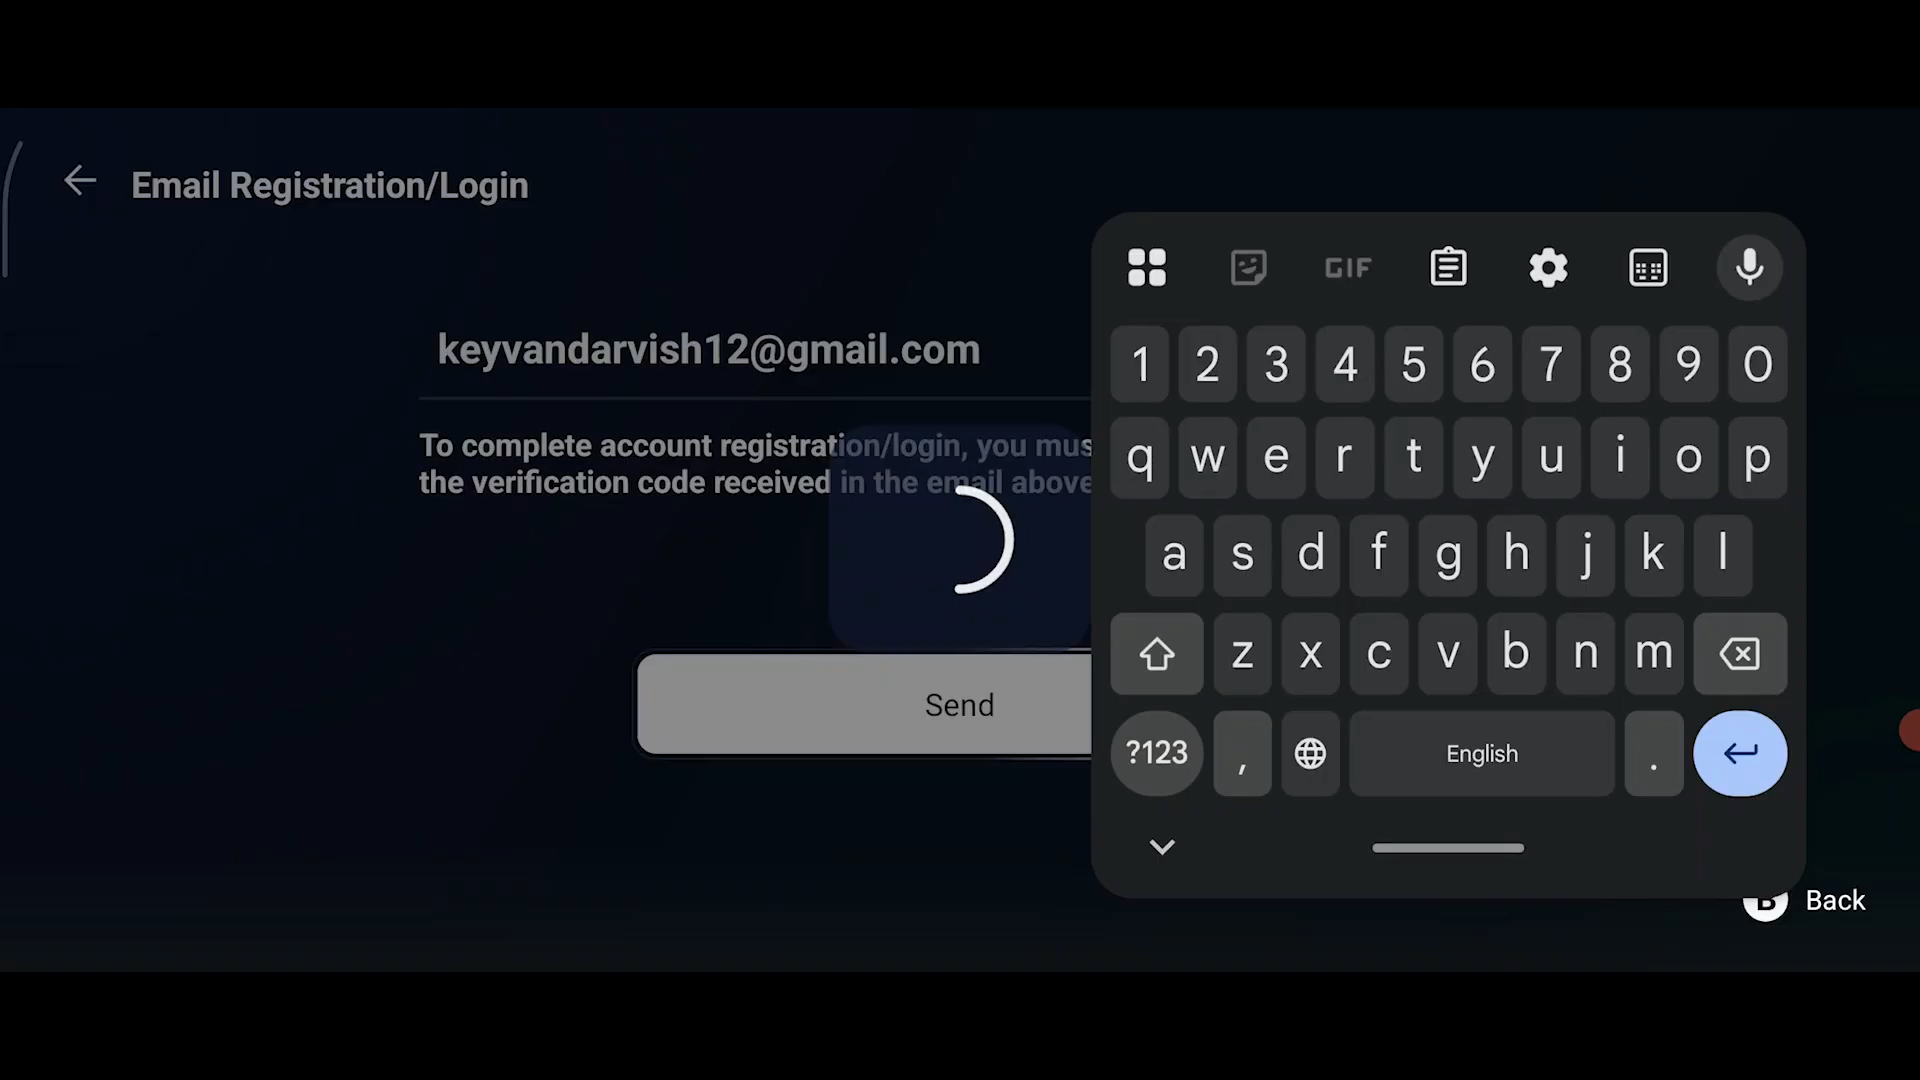 Email Registration/Login
keyvandarvish12@gmail.com
To complete account registration/login, you mus
the verification code received in the email above
Send
GIF
1 2 3 4 5 6 7 8 9 0
q w e r t y u i o p
a s d f g h j k l
z x c v b n m
?123 , English .
B Back